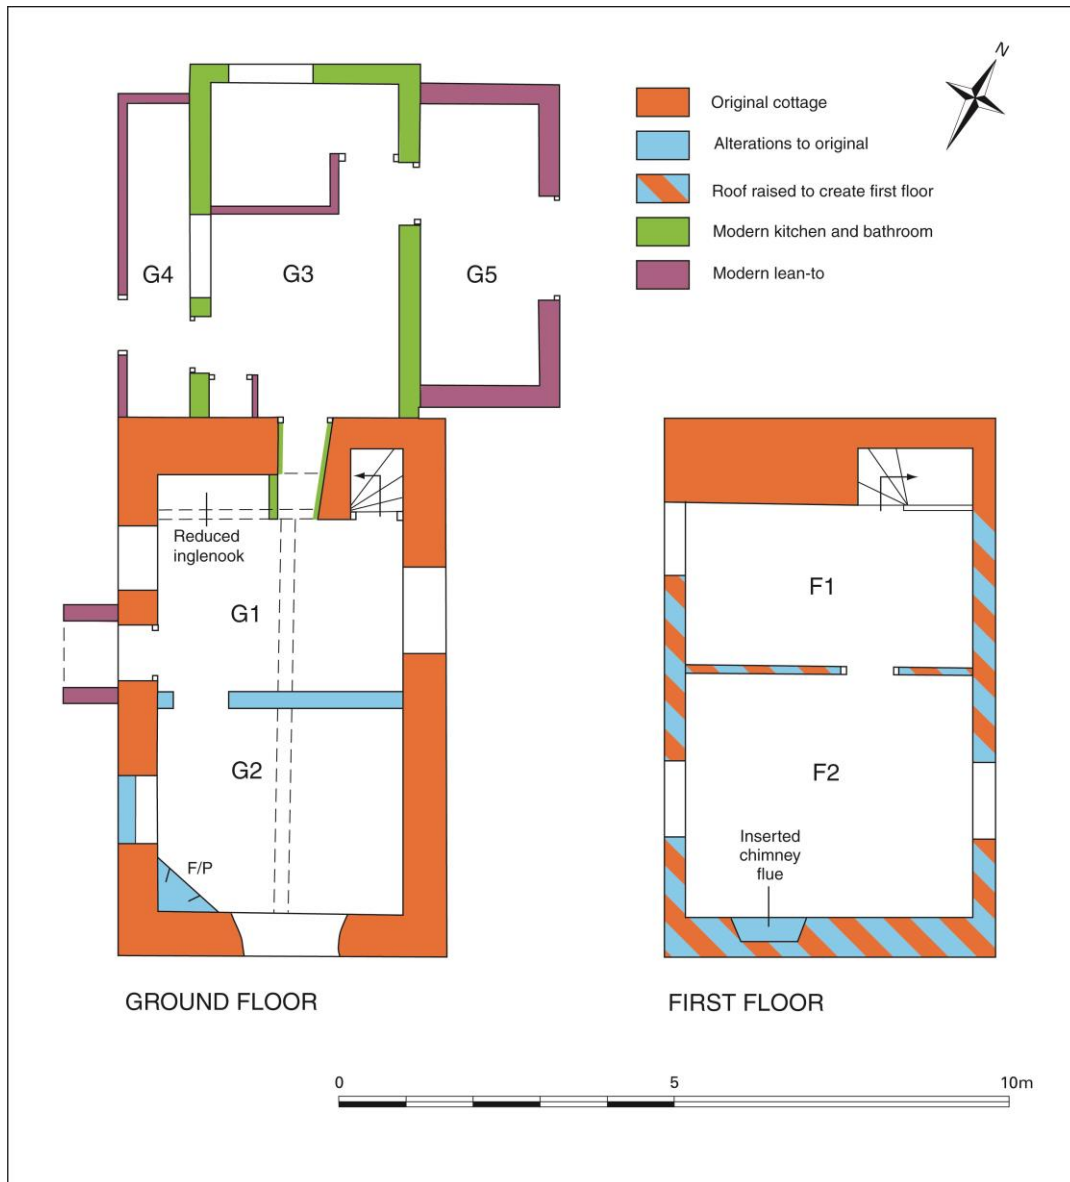 N
Original cottage
Alterations to original
Roof raised to create first floor
Modern kitchen and bathroom
Modern lean-to
G4
G3
G5
Reduced
inglenook
G1
G2
F/P
F1
F2
Inserted
chimney
flue
GROUND FLOOR
FIRST FLOOR
0
5
10m